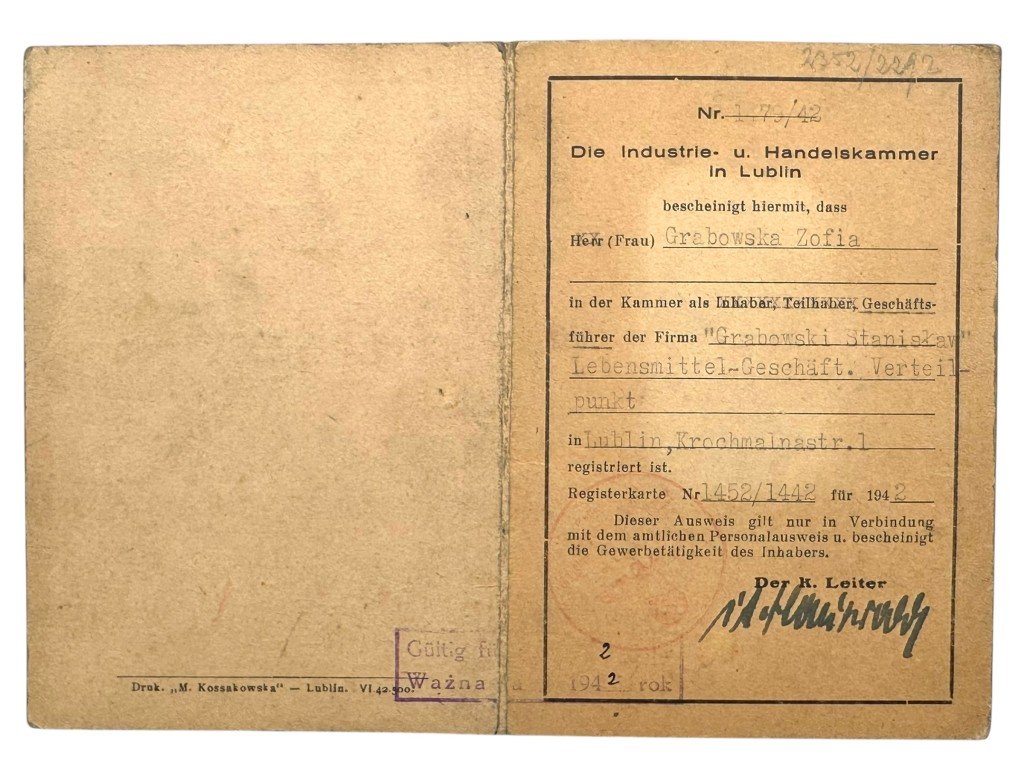 Druk. „M. Kossakowska" — Lublin. VI.42.500.
Gültig für
Ważna na 1942 rok
2
2352/2292
Nr. 1479/42
Die Industrie- u. Handelskammer
in Lublin
bescheinigt hiermit, dass
Herr (Frau) Grabowska Zofia
in der Kammer als Inhaber, Teilhaber, Geschäfts-
führer der Firma "Grabowski Stanisław"
Lebensmittel-Geschäft. Verteil-
punkt
in Lublin, Krochmalnastr.1
registriert ist.
Registerkarte Nr 1452/1442 für 1942
Dieser Ausweis gilt nur in Verbindung
mit dem amtlichen Personalausweis u. bescheinigt
die Gewerbetätigkeit des Inhabers.
Der K. Leiter